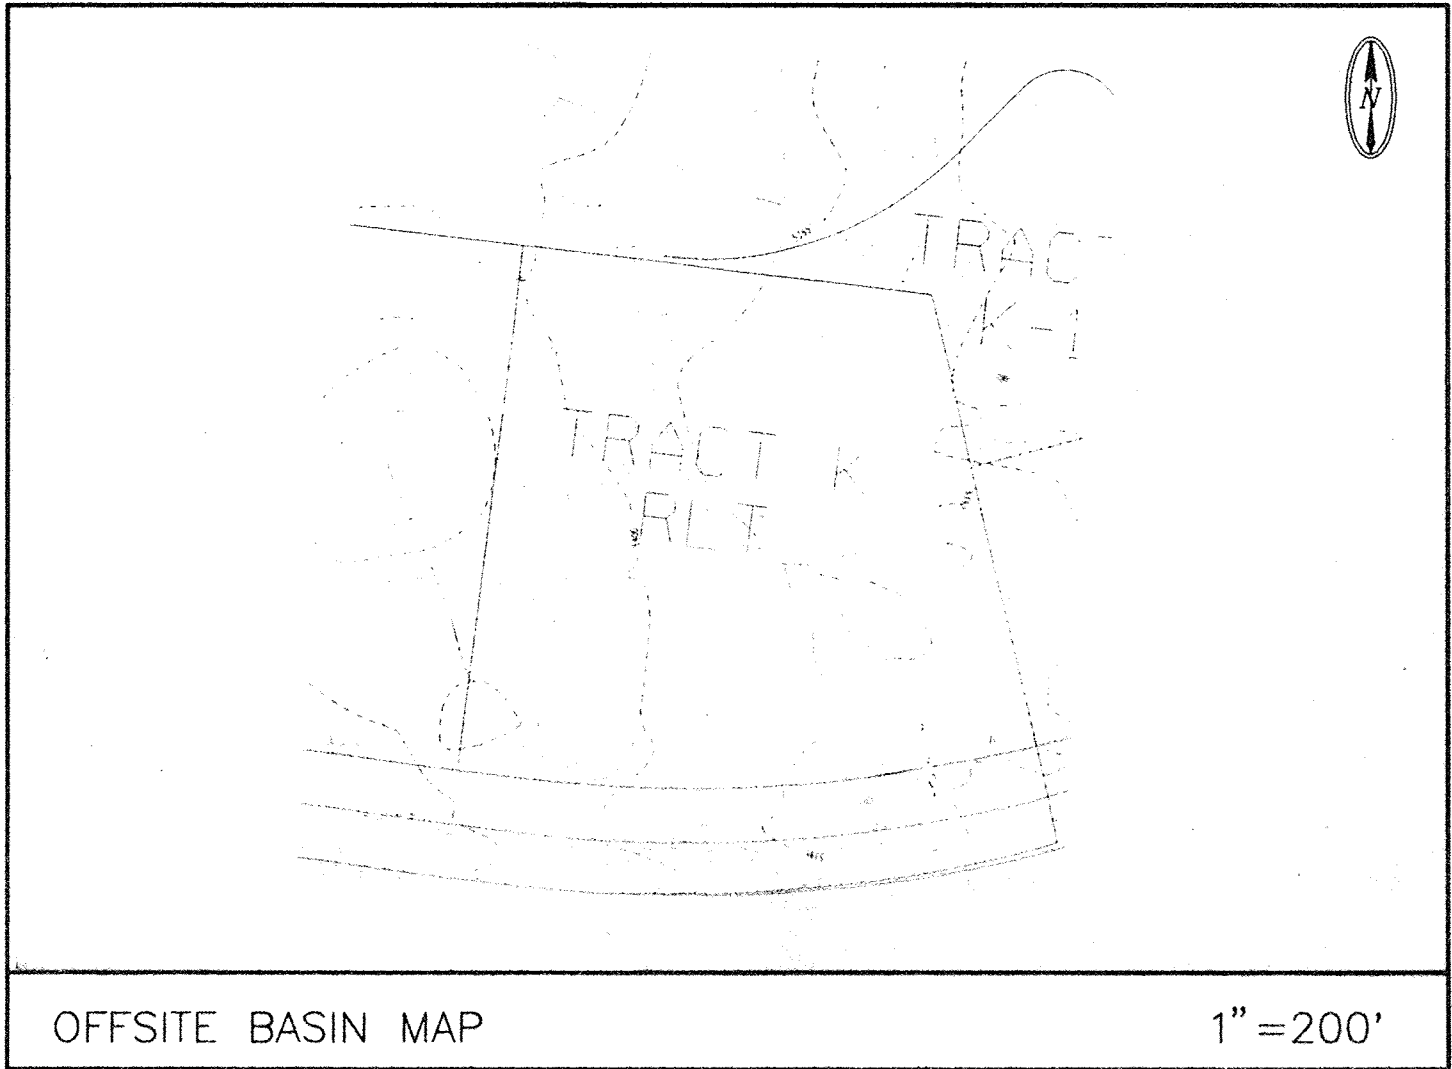 N
TRACT
K-1
TRACT K
RLT
OFFSITE BASIN MAP
1"=200'